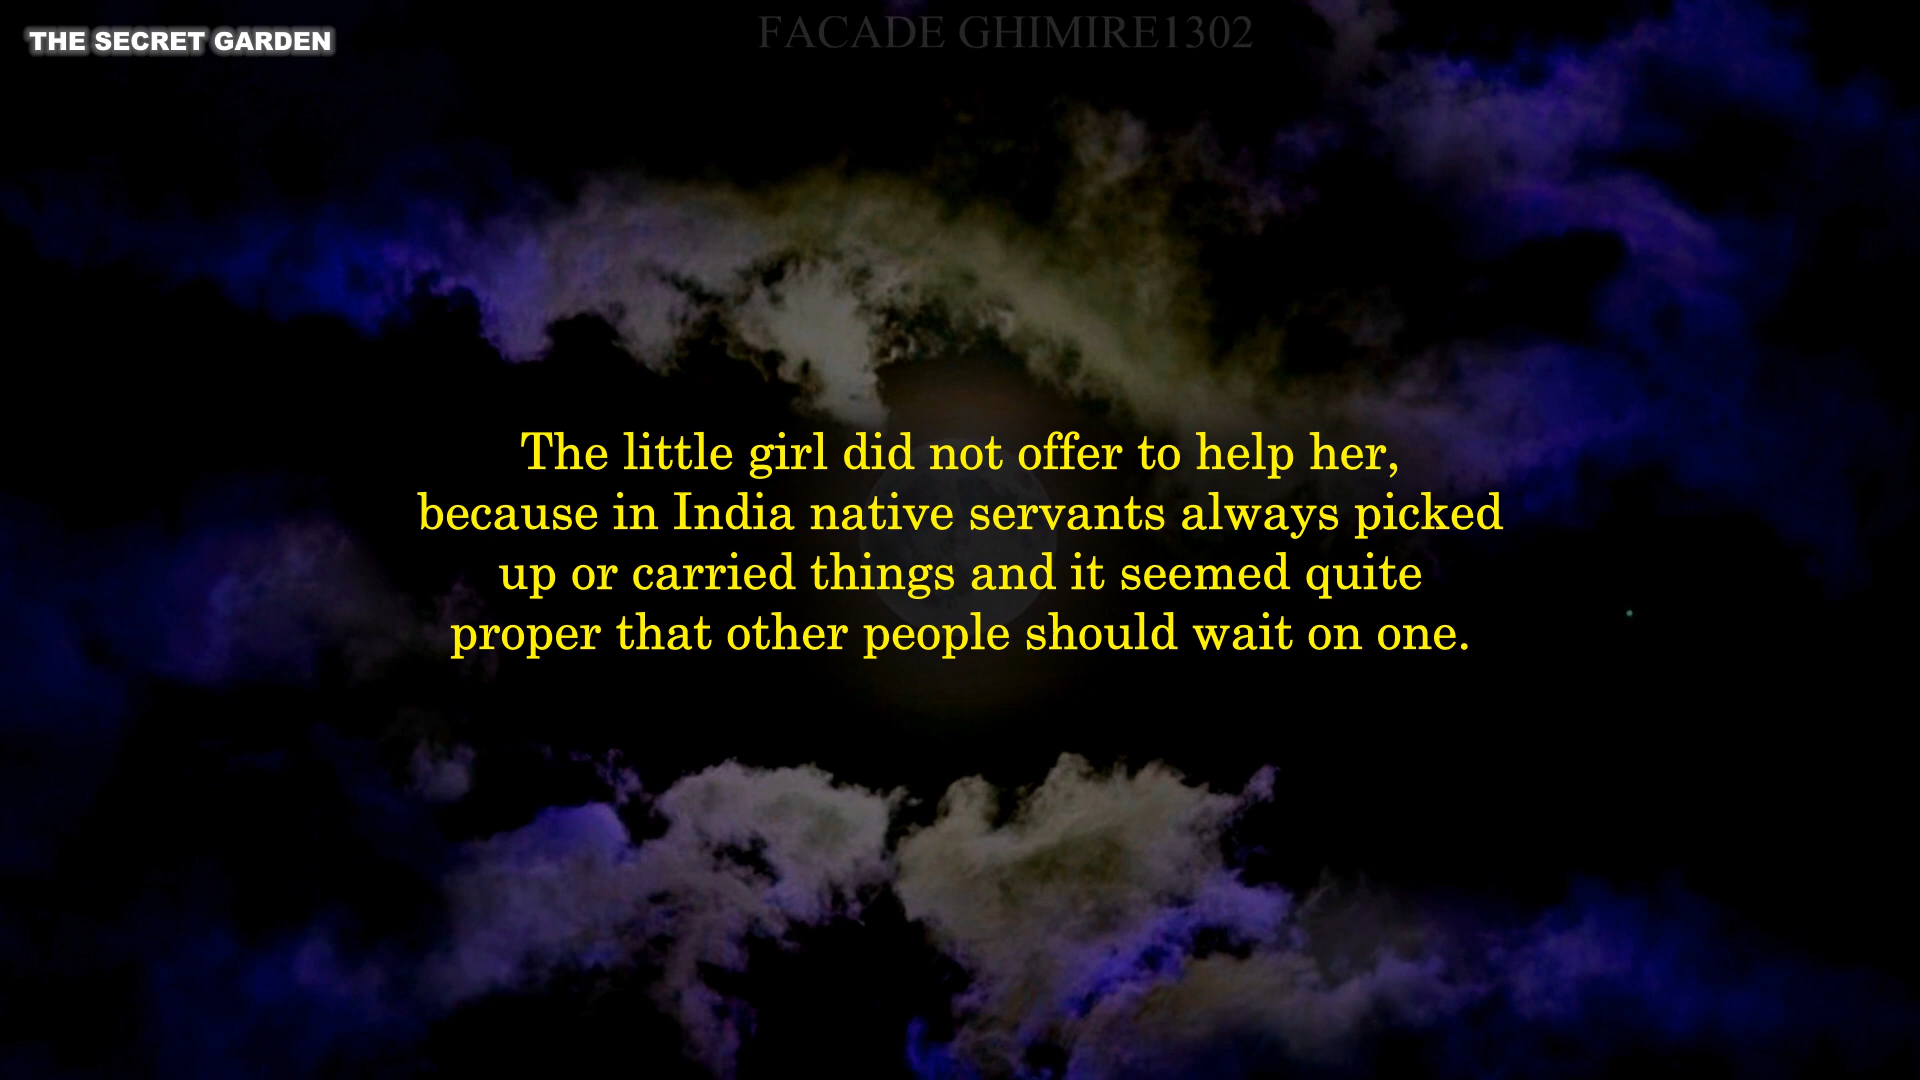 THE SECRET GARDEN
FACADE GHIMIRE1302
The little girl did not offer to help her,
because in India native servants always picked
up or carried things and it seemed quite
proper that other people should wait on one.